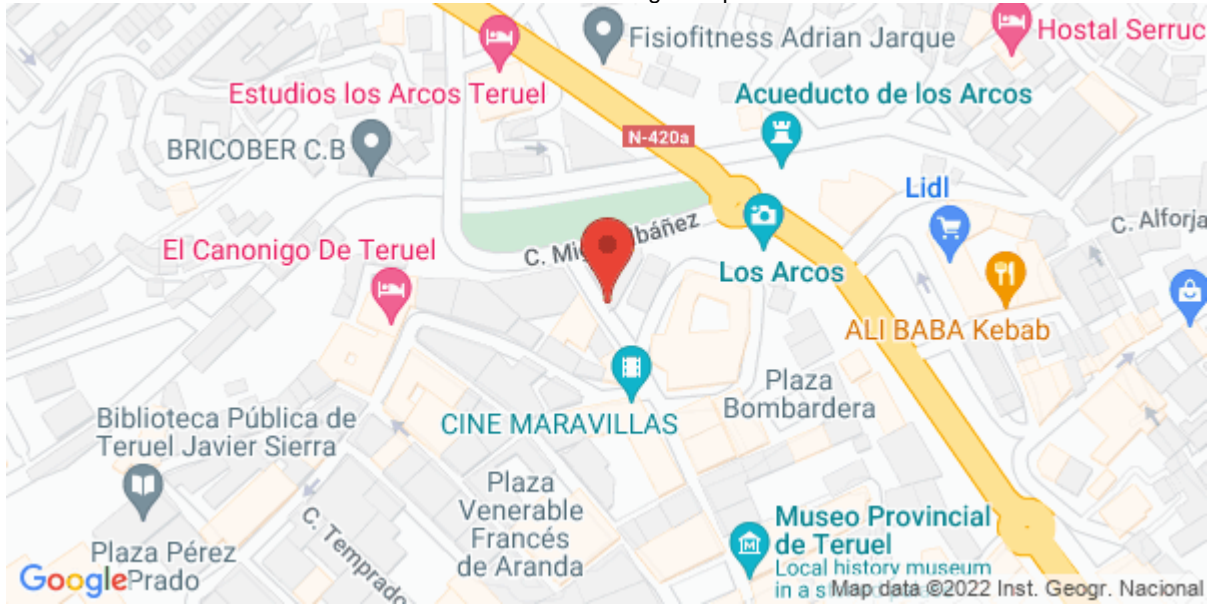 Fisiofitness Adrian Jarque
Hostal Serruc
Estudios los Arcos Teruel
Acueducto de los Arcos
N-420a
BRICOBER C.B
Lidl
C. Alforja
El Canonigo De Teruel
Los Arcos
ALI BABA Kebab
Plaza
Bombardera
CINE MARAVILLAS
Biblioteca Pública de
Teruel Javier Sierra
Plaza
Venerable
Francés
de Aranda
C. Temprado
Museo Provincial
de Teruel
Local history museum
in a s
Plaza Pérez
Prado
Google
Map data ©2022 Inst. Geogr. Nacional